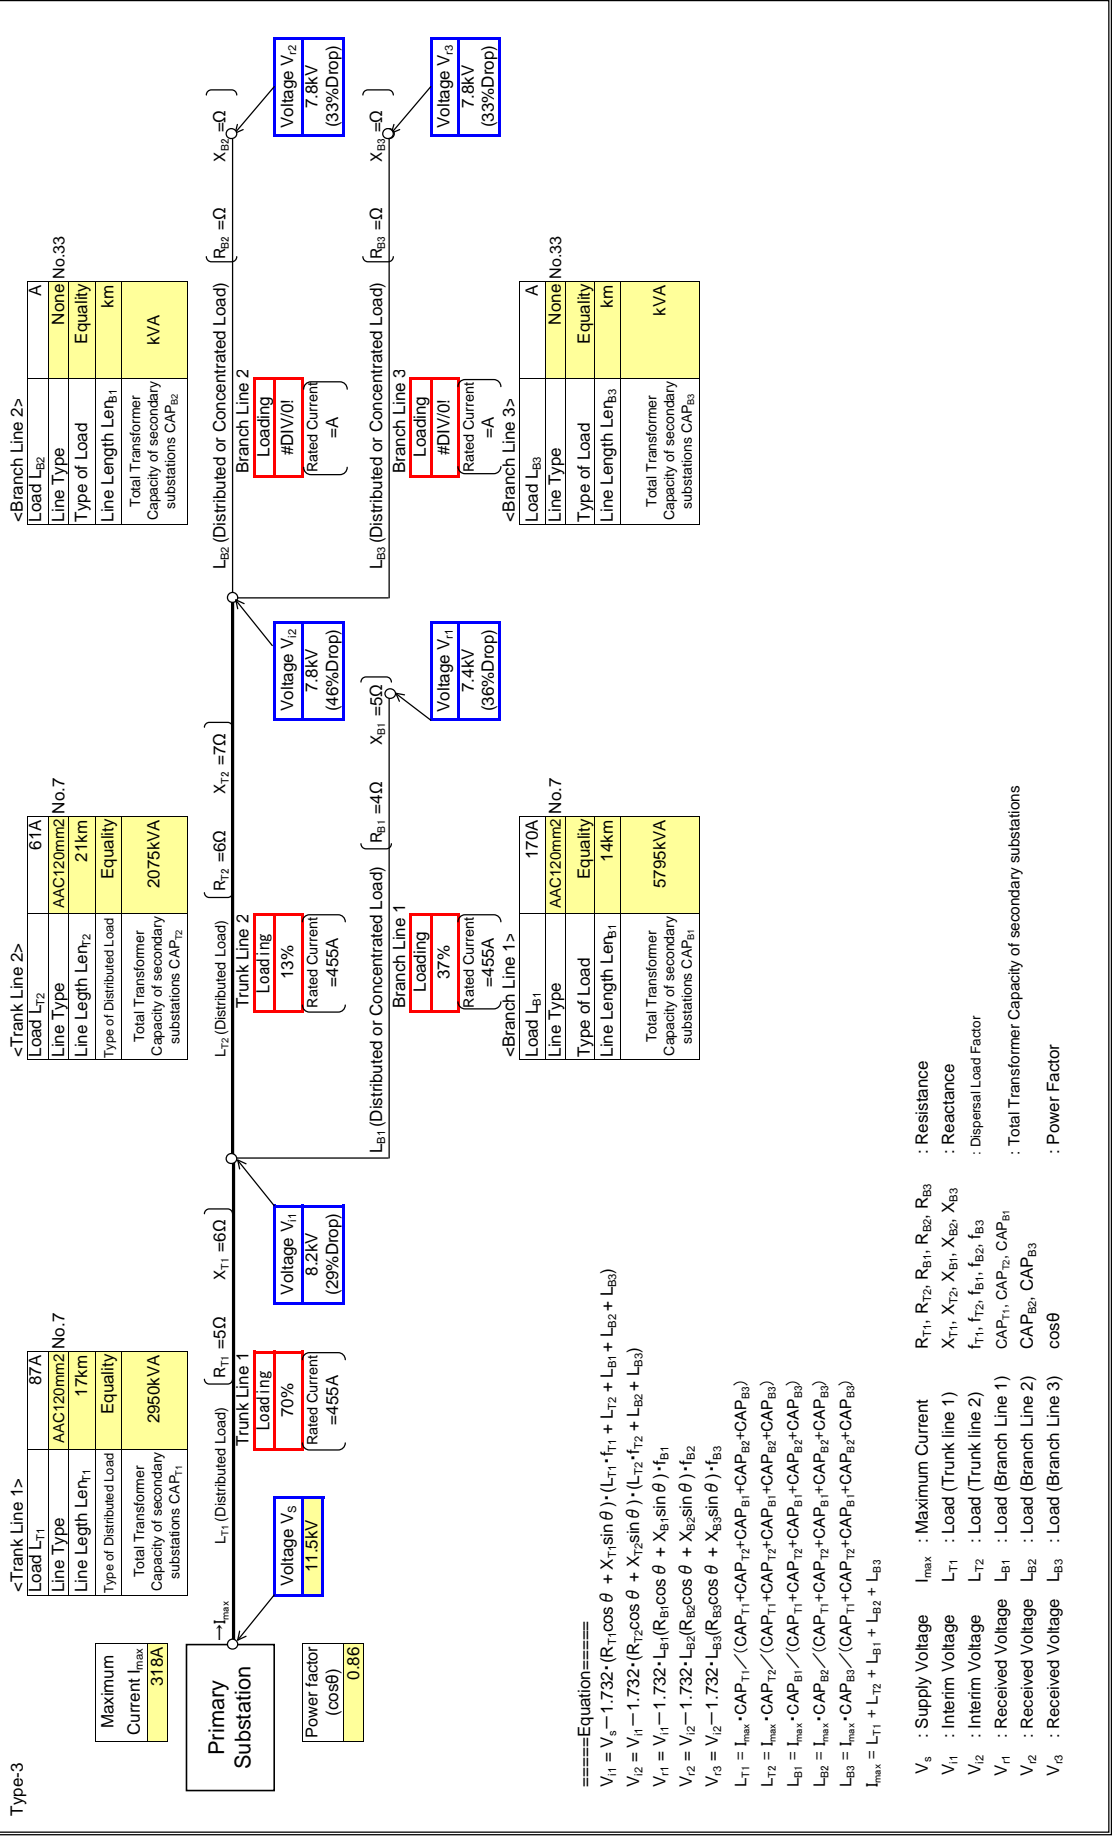 Type-3
Maximum
Current Imax
318A
Primary
Substation
Power factor
(cosθ)
0.86
→Imax
Voltage VS
11.5kV
<Trank Line 1>
Load LT1 87A
Line Type AAC120mm2 No.7
Line Length LenT1 17km
Type of Distributed Load Equality
Total Transformer
Capacity of secondary
substations CAPT1
2950kVA
LT1 (Distributed Load)
RT1 =5Ω XT1 =6Ω
Trunk Line 1
Loading
70%
Rated Current
=455A
Voltage Vi1
8.2kV
(29%Drop)
<Trank Line 2>
Load LT2 61A
Line Type AAC120mm2 No.7
Line Legth LenT2 21km
Type of Distributed Load Equality
Total Transformer
Capacity of secondary
substations CAPT2
2075kVA
LT2 (Distributed Load)
RT2 =6Ω XT2 =7Ω
Trunk Line 2
Loading
13%
Rated Current
=455A
Voltage Vi2
7.8kV
(46%Drop)
LB1 (Distributed or Concentrated Load)
RB1 =4Ω XB1 =5Ω
Branch Line 1
Loading
37%
Rated Current
=455A
Voltage Vr1
7.4kV
(36%Drop)
<Branch Line 1>
Load LB1 170A
Line Type AAC120mm2 No.7
Type of Load Equality
Line Length LenB1 14km
Total Transformer
Capacity of secondary
substations CAPB1
5795kVA
<Branch Line 2>
Load LB2 A
Line Type None No.33
Type of Load Equality
Line Length LenB1 km
Total Transformer
Capacity of secondary
substations CAPB2
kVA
LB2 (Distributed or Concentrated Load)
RB2 =Ω XB2 =Ω
Branch Line 2
Loading
#DIV/0!
Rated Current
=A
Voltage Vr2
7.8kV
(33%Drop)
LB3 (Distributed or Concentrated Load)
RB3 =Ω XB3 =Ω
Branch Line 3
Loading
#DIV/0!
Rated Current
=A
Voltage Vr3
7.8kV
(33%Drop)
<Branch Line 3>
Load LB3 A
Line Type None No.33
Type of Load Equality
Line Length LenB3 km
Total Transformer
Capacity of secondary
substations CAPB3
kVA
=====Equation=====
Vi1 = Vs−1.732･(RT1cos θ + XT1sin θ)･(LT1･fT1 + LT2 + LB1 + LB2 + LB3)
Vi2 = Vi1−1.732･(RT2cos θ + XT2sin θ)･(LT2･fT2 + LB2 + LB3)
Vr1 = Vi1−1.732･LB1(RB1cos θ + XB1sin θ)･fB1
Vr2 = Vi2−1.732･LB2(RB2cos θ + XB2sin θ)･fB2
Vr3 = Vi2−1.732･LB3(RB3cos θ + XB3sin θ)･fB3
LT1 = Imax･CAPT1／(CAPT1+CAPT2+CAPB1+CAPB2+CAPB3)
LT2 = Imax･CAPT2／(CAPT1+CAPT2+CAPB1+CAPB2+CAPB3)
LB1 = Imax･CAPB1／(CAPT1+CAPT2+CAPB1+CAPB2+CAPB3)
LB2 = Imax･CAPB2／(CAPT1+CAPT2+CAPB1+CAPB2+CAPB3)
LB3 = Imax･CAPB3／(CAPT1+CAPT2+CAPB1+CAPB2+CAPB3)
Imax = LT1 + LT2 + LB1 + LB2 + LB3
Vs : Supply Voltage Imax : Maximum Current RT1, RT2, RB1, RB2, RB3 : Resistance
Vi1 : Interim Voltage LT1 : Load (Trunk line 1) XT1, XT2, XB1, XB2, XB3 : Reactance
Vi2 : Interim Voltage LT2 : Load (Trunk line 2) fT1, fT2, fB1, fB2, fB3 : Dispersal Load Factor
Vr1 : Received Voltage LB1 : Load (Branch Line 1) CAPT1, CAPT2, CAPB1 : Total Transformer Capacity of secondary substations
Vr2 : Received Voltage LB2 : Load (Branch Line 2) CAPB2, CAPB3
Vr3 : Received Voltage LB3 : Load (Branch Line 3) cosθ : Power Factor